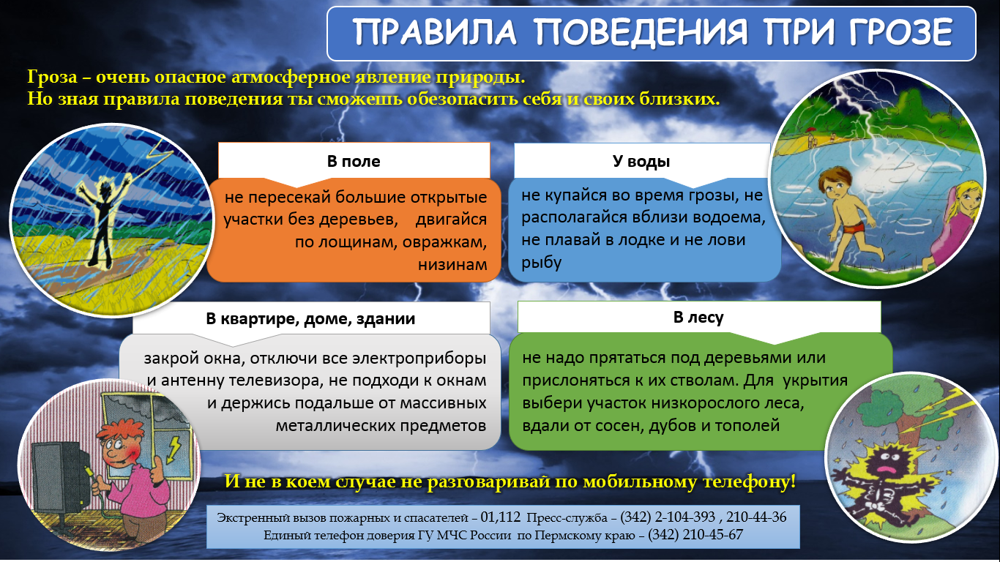 ПРАВИЛА ПОВЕДЕНИЯ ПРИ ГРОЗЕ
Гроза – очень опасное атмосферное явление природы.
Но зная правила поведения ты сможешь обезопасить себя и своих близких.
В поле
не пересекай большие открытые
участки без деревьев, двигайся
по лощинам, овражкам,
низинам
У воды
не купайся во время грозы, не
располагайся вблизи водоема,
не плавай в лодке и не лови
рыбу
В квартире, доме, здании
закрой окна, отключи все электроприборы
и антенну телевизора, не подходи к окнам
и держись подальше от массивных
металлических предметов
В лесу
не надо прятаться под деревьями или
прислоняться к их стволам. Для укрытия
выбери участок низкорослого леса,
вдали от сосен, дубов и тополей
И не в коем случае не разговаривай по мобильному телефону!
Экстренный вызов пожарных и спасателей – 01,112 Пресс-служба – (342) 2-104-393 , 210-44-36
Единый телефон доверия ГУ МЧС России по Пермскому краю – (342) 210-45-67